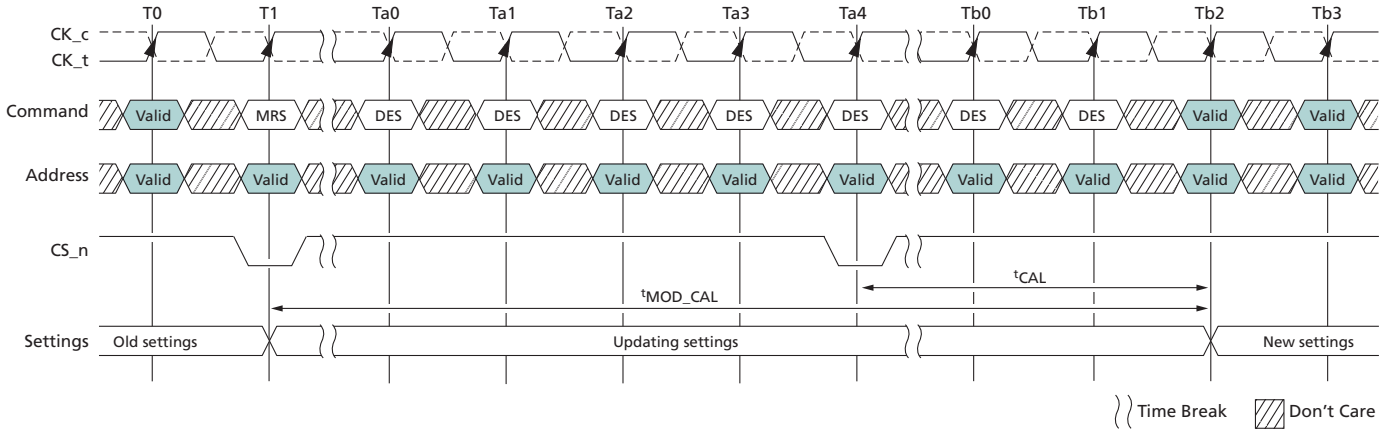 T0 T1 Ta0 Ta1 Ta2 Ta3 Ta4 Tb0 Tb1 Tb2 Tb3
CK_c
CK_t
Command Valid MRS DES DES DES DES DES DES DES Valid Valid
Address Valid Valid Valid Valid Valid Valid Valid Valid Valid Valid Valid
CS_n
tCAL
tMOD_CAL
Settings Old settings Updating settings New settings
Time Break Don't Care